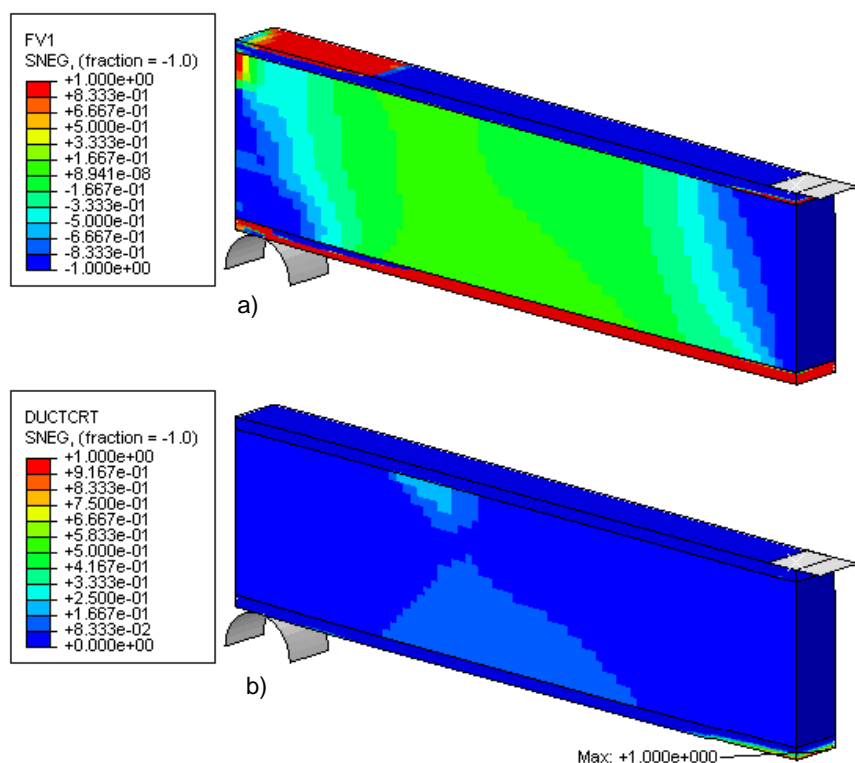 FV1
SNEG, (fraction = -1.0)
+1.000e+00
+8.333e-01
+6.667e-01
+5.000e-01
+3.333e-01
+1.667e-01
+8.941e-08
-1.667e-01
-3.333e-01
-5.000e-01
-6.667e-01
-8.333e-01
-1.000e+00
a)
DUCTCRT
SNEG, (fraction = -1.0)
+1.000e+00
+9.167e-01
+8.333e-01
+7.500e-01
+6.667e-01
+5.833e-01
+5.000e-01
+4.167e-01
+3.333e-01
+2.500e-01
+1.667e-01
+8.333e-02
+0.000e+00
b)
Max: +1.000e+000